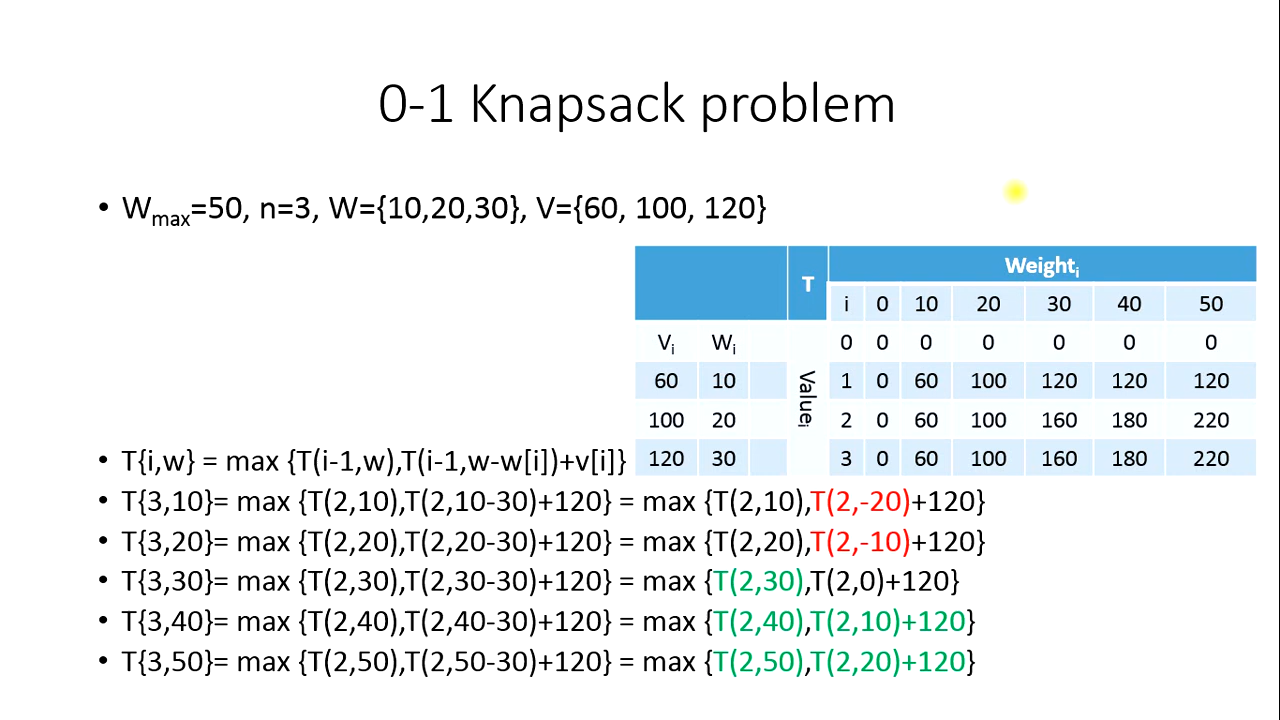 0-1 Knapsack problem
• Wmax=50, n=3, W={10,20,30}, V={60, 100, 120}
T Weighti
i 0 10 20 30 40 50
Vi Wi Valuei 0 0 0 0 0 0 0
60 10 1 0 60 100 120 120 120
100 20 2 0 60 100 160 180 220
120 30 3 0 60 100 160 180 220
• T{i,w} = max {T(i-1,w),T(i-1,w-w[i])+v[i]}
• T{3,10}= max {T(2,10),T(2,10-30)+120} = max {T(2,10),T(2,-20)+120}
• T{3,20}= max {T(2,20),T(2,20-30)+120} = max {T(2,20),T(2,-10)+120}
• T{3,30}= max {T(2,30),T(2,30-30)+120} = max {T(2,30),T(2,0)+120}
• T{3,40}= max {T(2,40),T(2,40-30)+120} = max {T(2,40),T(2,10)+120}
• T{3,50}= max {T(2,50),T(2,50-30)+120} = max {T(2,50),T(2,20)+120}